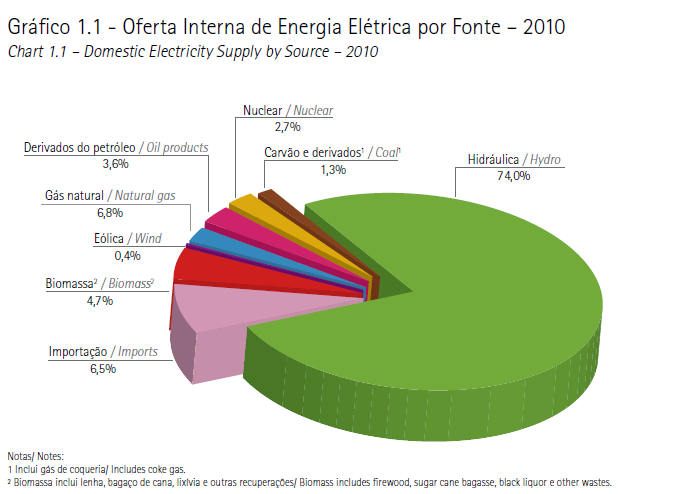 Gráfico 1.1 - Oferta Interna de Energia Elétrica por Fonte – 2010
Chart 1.1 – Domestic Electricity Supply by Source – 2010
Nuclear / Nuclear
2,7%
Derivados do petróleo / Oil products
3,6%
Carvão e derivados¹ / Coal¹
1,3%
Hidráulica / Hydro
74,0%
Gás natural / Natural gas
6,8%
Eólica / Wind
0,4%
Biomassa² / Biomass²
4,7%
Importação / Imports
6,5%
Notas/ Notes:
1 Inclui gás de coqueria/ Includes coke gas.
² Biomassa inclui lenha, bagaço de cana, lixívia e outras recuperações/ Biomass includes firewood, sugar cane bagasse, black liquor e other wastes.